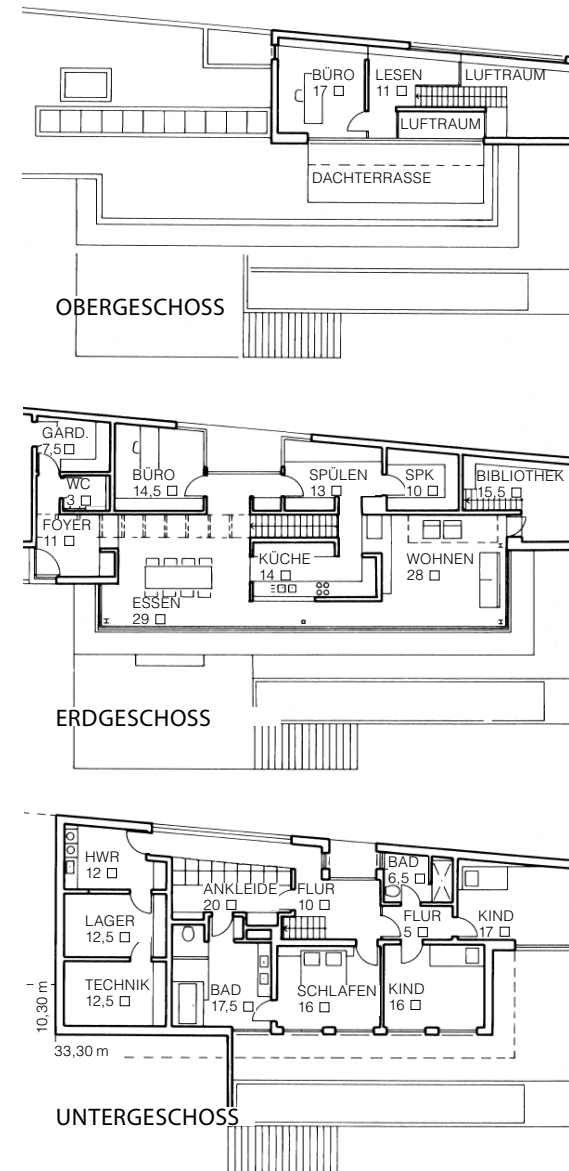 BÜRO
17
LESEN
11
LUFTRAUM
LUFTRAUM
DACHTERRASSE
OBERGESCHOSS
GARD.
7,5
WC
3
BÜRO
14,5
SPÜLEN
13
SPK
10
BIBLIOTHEK
15,5
FOYER
11
KÜCHE
14
WOHNEN
28
ESSEN
29
ERDGESCHOSS
HWR
12
BAD
6,5
ANKLEIDE
20
FLUR
10
LAGER
12,5
FLUR
5
KIND
17
TECHNIK
12,5
BAD
17,5
SCHLAFEN
16
KIND
16
10,30 m
33,30 m
UNTERGESCHOSS